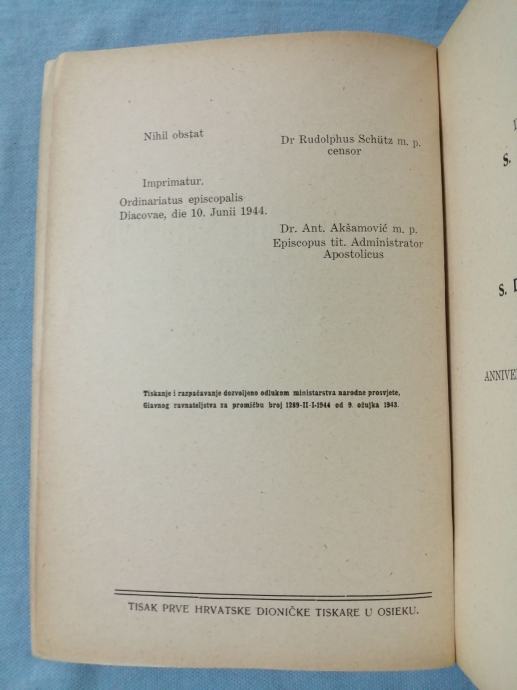 Nihil obstat
Dr Rudolphus Schütz m. p.
censor
Imprimatur.
Ordinariatus episcopalis
Diacovae, die 10. Junii 1944.
Dr. Ant. Akšamović m. p.
Episcopus tit. Administrator
Apostolicus
Tiskanje i razpačavanje dozvoljeno odlukom ministarstva narodne prosvjete,
Glavnog ravnateljstva za promičbu broj 1289-II-I-1944 od 9. ožujka 1943.
TISAK PRVE HRVATSKE DIONIČKE TISKARE U OSIEKU.
S.
S.